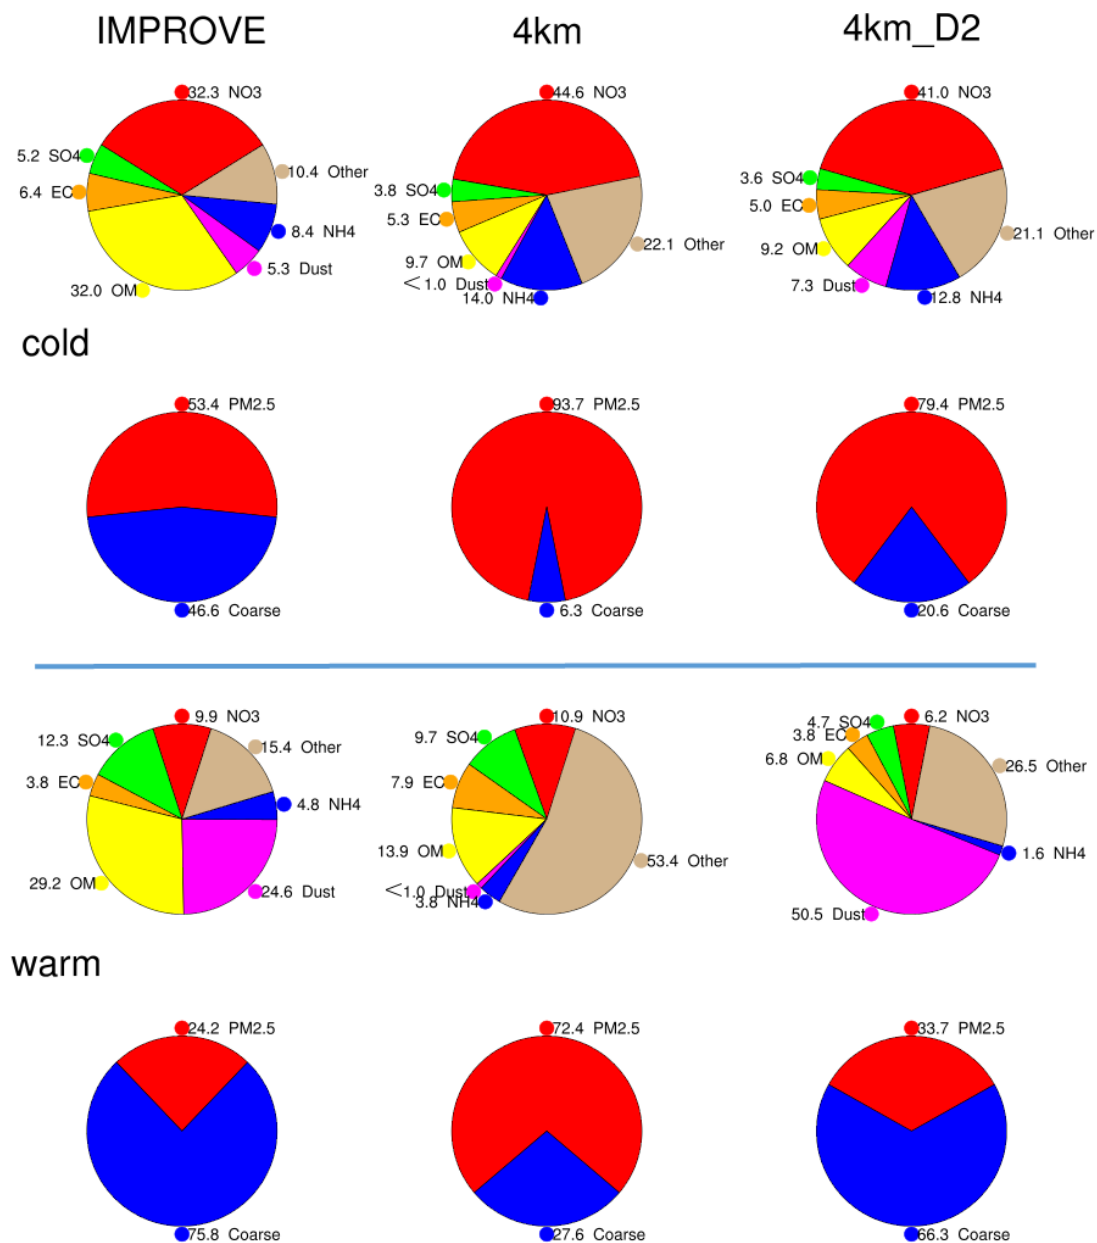 IMPROVE 4km 4km_D2
32.3 NO3
5.2 SO4
10.4 Other
6.4 EC
8.4 NH4
5.3 Dust
32.0 OM
44.6 NO3
3.8 SO4
5.3 EC
22.1 Other
9.7 OM
<1.0 Dust
14.0 NH4
41.0 NO3
3.6 SO4
5.0 EC
21.1 Other
9.2 OM
7.3 Dust
12.8 NH4
cold
53.4 PM2.5
46.6 Coarse
93.7 PM2.5
6.3 Coarse
79.4 PM2.5
20.6 Coarse
9.9 NO3
12.3 SO4
15.4 Other
3.8 EC
4.8 NH4
29.2 OM
24.6 Dust
10.9 NO3
9.7 SO4
7.9 EC
13.9 OM
53.4 Other
<1.0 Dust
3.8 NH4
6.2 NO3
4.7 SO4
3.8 EC
6.8 OM
26.5 Other
1.6 NH4
50.5 Dust
warm
24.2 PM2.5
75.8 Coarse
72.4 PM2.5
27.6 Coarse
33.7 PM2.5
66.3 Coarse